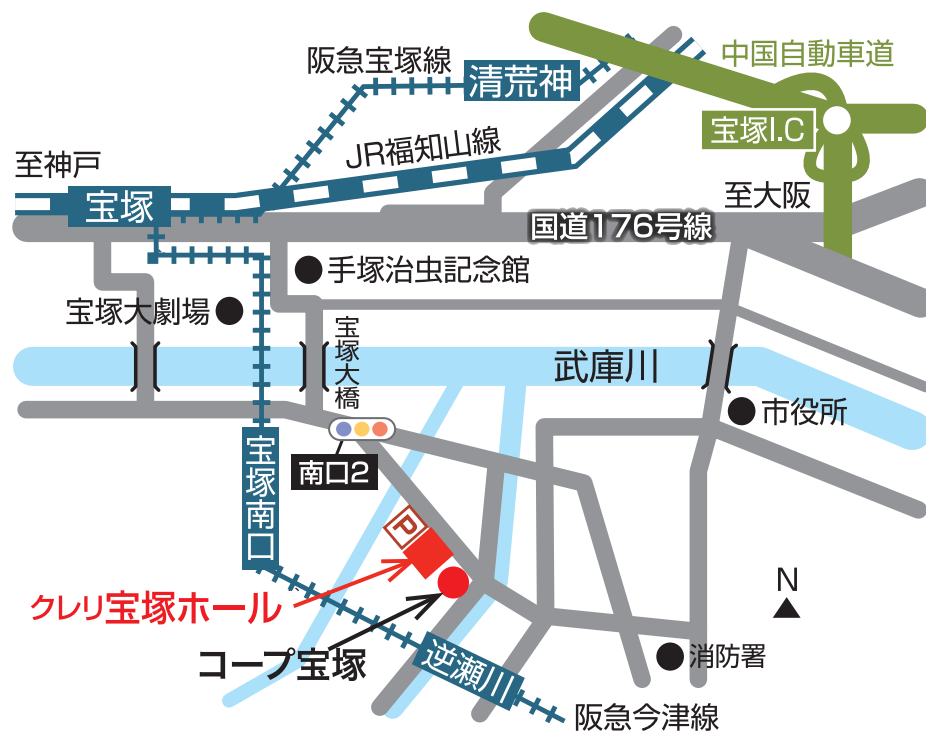 阪急宝塚線
清荒神
中国自動車道
宝塚I.C
JR福知山線
至神戸
宝塚
至大阪
国道176号線
手塚治虫記念館
宝塚大劇場
宝塚大橋
武庫川
市役所
南口2
宝塚南口
P
クレリ宝塚ホール
コープ宝塚
逆瀬川
N
消防署
阪急今津線